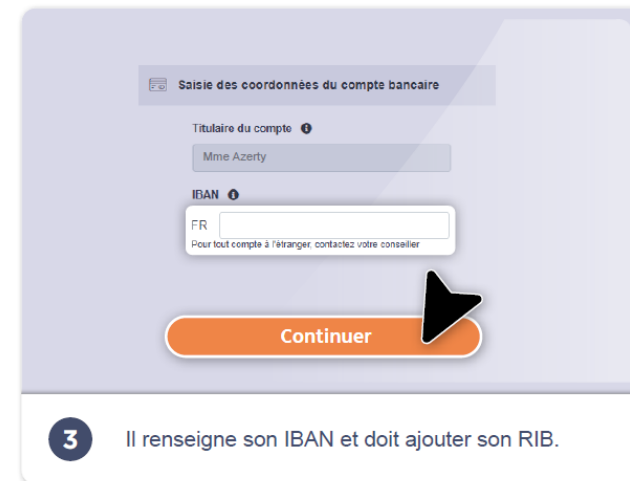 Saisie des coordonnées du compte bancaire
Titulaire du compte
Mme Azerty
IBAN
FR
Pour tout compte à l'étranger, contactez votre conseiller
Continuer
3 Il renseigne son IBAN et doit ajouter son RIB.